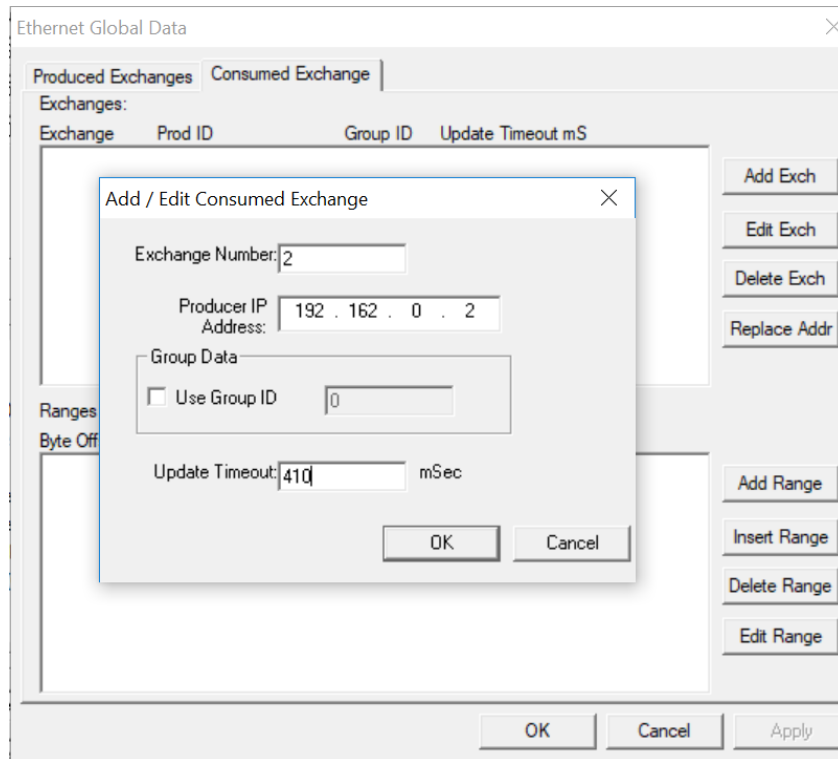 Ethernet Global Data
Produced Exchanges Consumed Exchange
Exchanges:
Exchange Prod ID Group ID Update Timeout mS
Add Exch
Edit Exch
Delete Exch
Replace Addr
Add / Edit Consumed Exchange
Exchange Number: 2
Producer IP
Address: 192 . 162 . 0 . 2
Group Data
Use Group ID 0
Update Timeout: 410 mSec
OK Cancel
Ranges
Byte Off
Add Range
Insert Range
Delete Range
Edit Range
OK Cancel Apply